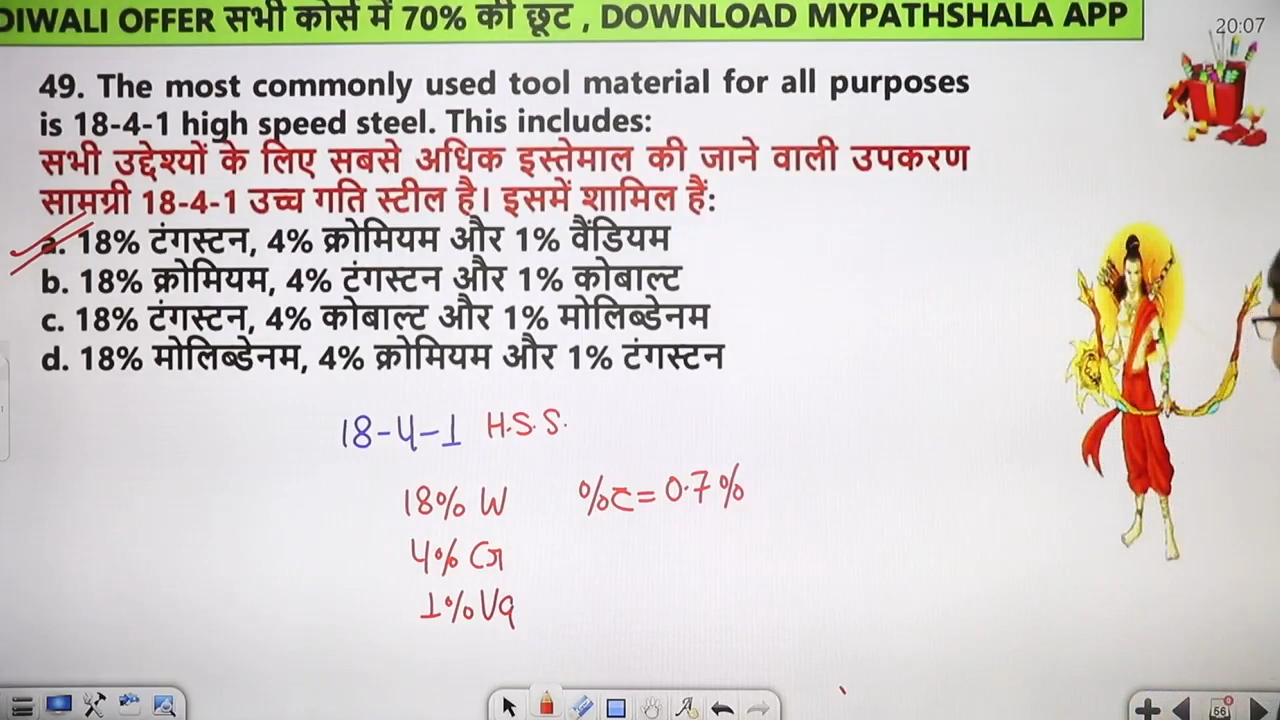 DIWALI OFFER सभी कोर्स में 70% की छूट , DOWNLOAD MYPATHSHALA APP
20:07
49. The most commonly used tool material for all purposes
is 18-4-1 high speed steel. This includes:
सभी उद्देश्यों के लिए सबसे अधिक इस्तेमाल की जाने वाली उपकरण
सामग्री 18-4-1 उच्च गति स्टील है। इसमें शामिल हैं:
a. 18% टंगस्टन, 4% क्रोमियम और 1% वैंडियम
b. 18% क्रोमियम, 4% टंगस्टन और 1% कोबाल्ट
c. 18% टंगस्टन, 4% कोबाल्ट और 1% मोलिब्डेनम
d. 18% मोलिब्डेनम, 4% क्रोमियम और 1% टंगस्टन
18-4-1 H.S.S.
18% W %C = 0.7%
4% Cr
1% Va
56